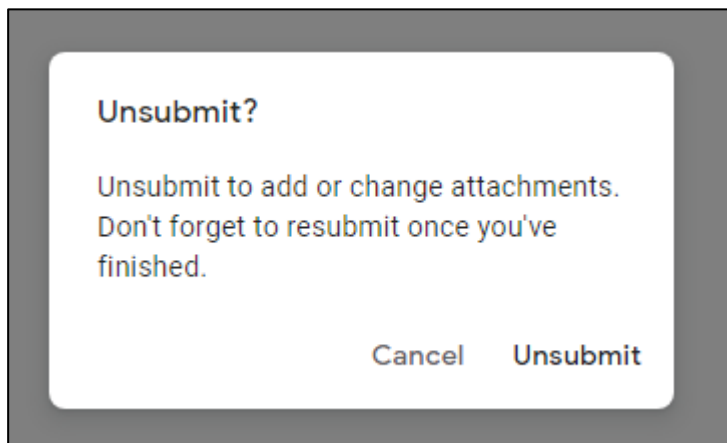 Unsubmit?
Unsubmit to add or change attachments.
Don't forget to resubmit once you've
finished.
Cancel Unsubmit